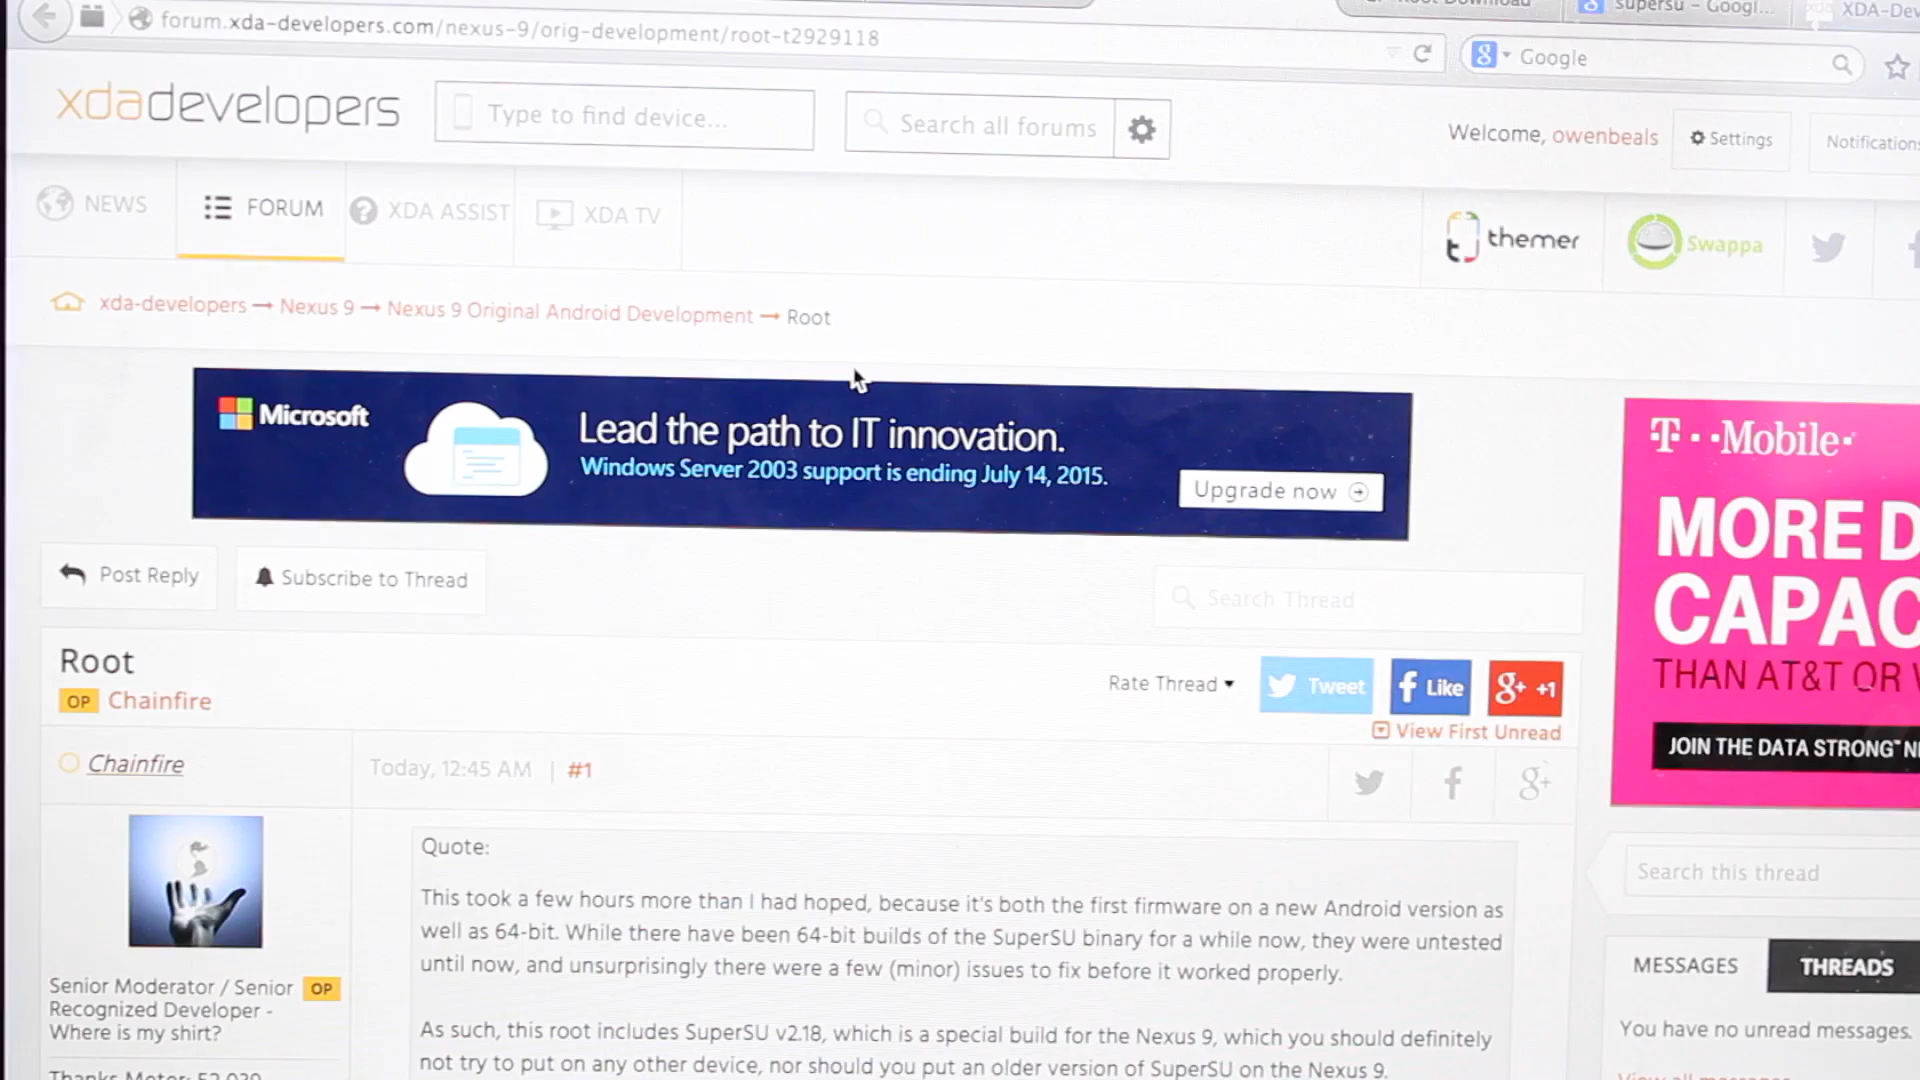 supersu – Googl...
XDA-Dev
forum.xda-developers.com/nexus-9/orig-development/root-t2929118
Google
xdadevelopers
Type to find device...
Search all forums
Welcome, owenbeals
Settings
Notifications
NEWS
FORUM
XDA ASSIST
XDA TV
themer
Swappa
xda-developers → Nexus 9 → Nexus 9 Original Android Development → Root
Microsoft
Lead the path to IT innovation.
Windows Server 2003 support is ending July 14, 2015.
Upgrade now
T··Mobile·
MORE D
CAPAC
THAN AT&T OR V
JOIN THE DATA STRONG™ N
Post Reply
Subscribe to Thread
Search Thread
Root
OP Chainfire
Rate Thread
Tweet
Like
g+ +1
View First Unread
Chainfire
Today, 12:45 AM | #1
Quote:
This took a few hours more than I had hoped, because it's both the first firmware on a new Android version as
well as 64-bit. While there have been 64-bit builds of the SuperSU binary for a while now, they were untested
until now, and unsurprisingly there were a few (minor) issues to fix before it worked properly.
As such, this root includes SuperSU v2.18, which is a special build for the Nexus 9, which you should definitely
not try to put on any other device, nor should you put an older version of SuperSU on the Nexus 9.
Senior Moderator / Senior
Recognized Developer -
Where is my shirt?
OP
Search this thread
MESSAGES
THREADS
You have no unread messages.